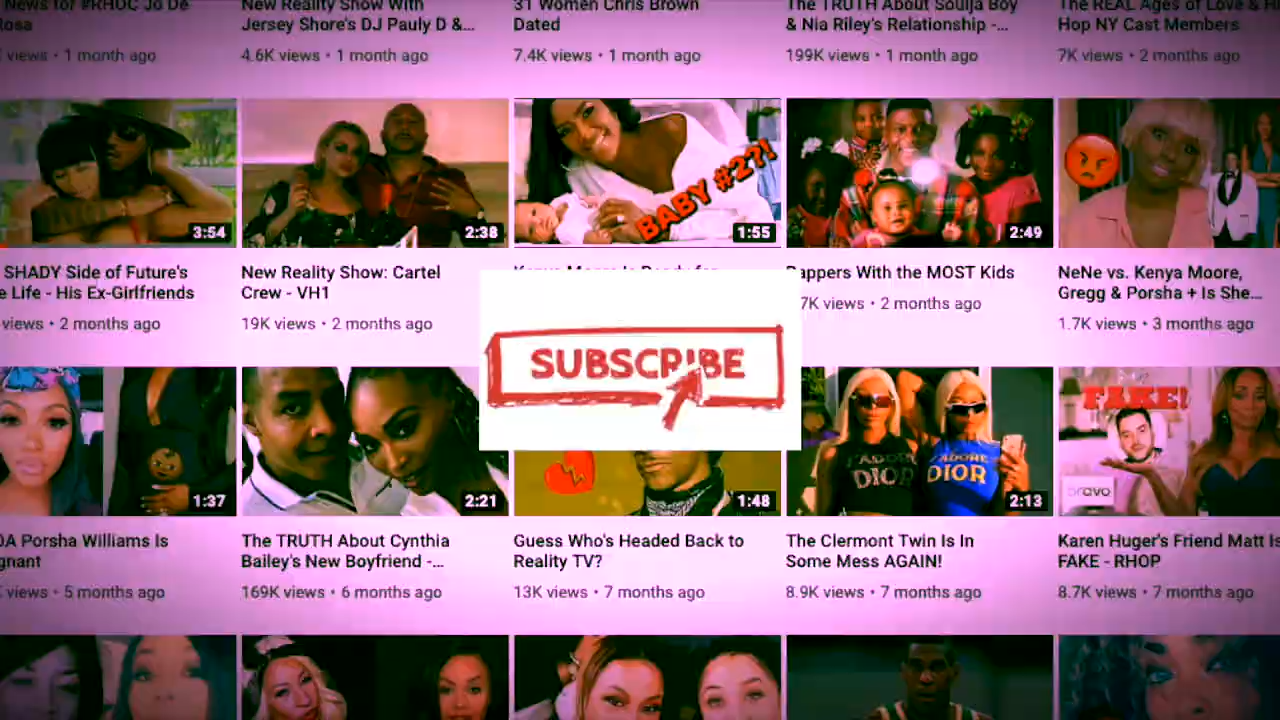 News for #RHOC Jo De
Rosa
views • 1 month ago
New Reality Show With
Jersey Shore's DJ Pauly D &...
4.6K views • 1 month ago
31 Women Chris Brown
Dated
7.4K views • 1 month ago
The TRUTH About Soulja Boy
& Nia Riley's Relationship -...
199K views • 1 month ago
The REAL Ages of Love & H
Hop NY Cast Members
7K views • 2 months ago
3:54
2:38
BABY #2?!
1:55
2:49
SHADY Side of Future's
e Life - His Ex-Girlfriends
views • 2 months ago
New Reality Show: Cartel
Crew - VH1
19K views • 2 months ago
Rappers With the MOST Kids
7K views • 2 months ago
NeNe vs. Kenya Moore,
Gregg & Porsha + Is She...
1.7K views • 3 months ago
SUBSCRIBE
1:37
2:21
1:48
J'ADORE
DIOR
J'ADORE
DIOR
2:13
FAKE!
bravo
OA Porsha Williams Is
gnant
views • 5 months ago
The TRUTH About Cynthia
Bailey's New Boyfriend -...
169K views • 6 months ago
Guess Who's Headed Back to
Reality TV?
13K views • 7 months ago
The Clermont Twin Is In
Some Mess AGAIN!
8.9K views • 7 months ago
Karen Huger's Friend Matt Is
FAKE - RHOP
8.7K views • 7 months ago